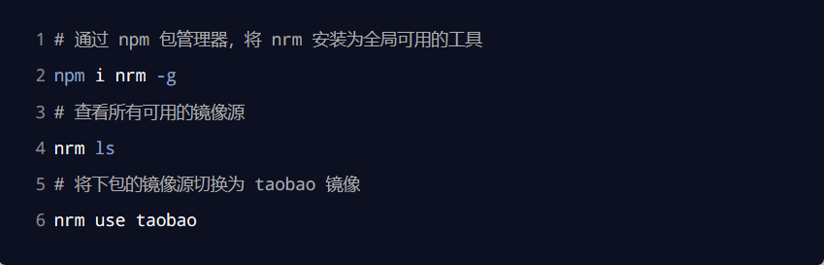 1 # 通过 npm 包管理器，将 nrm 安装为全局可用的工具
2 npm i nrm -g
3 # 查看所有可用的镜像源
4 nrm ls
5 # 将下包的镜像源切换为 taobao 镜像
6 nrm use taobao